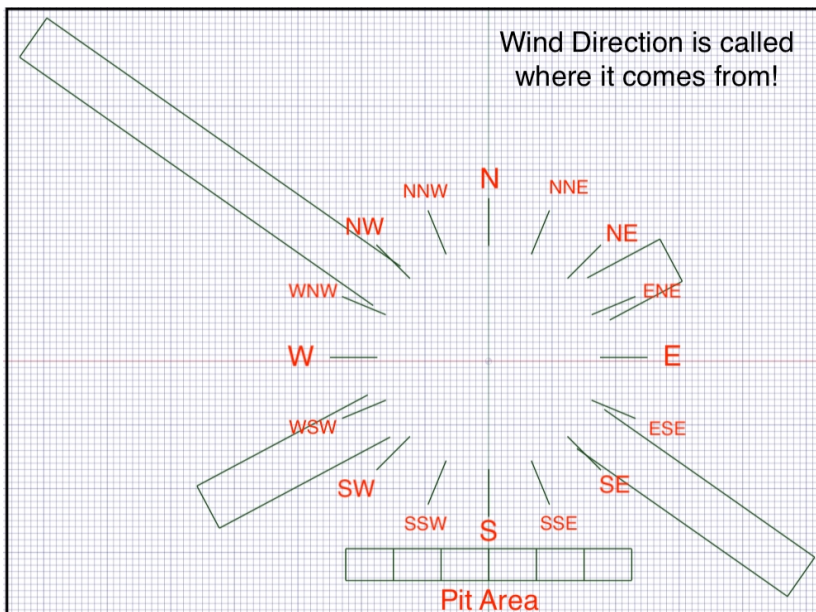 Wind Direction is called
where it comes from!
N
NNW
NNE
NW
NE
WNW
ENE
W
E
WSW
ESE
SW
SE
SSW
SSE
S
Pit Area